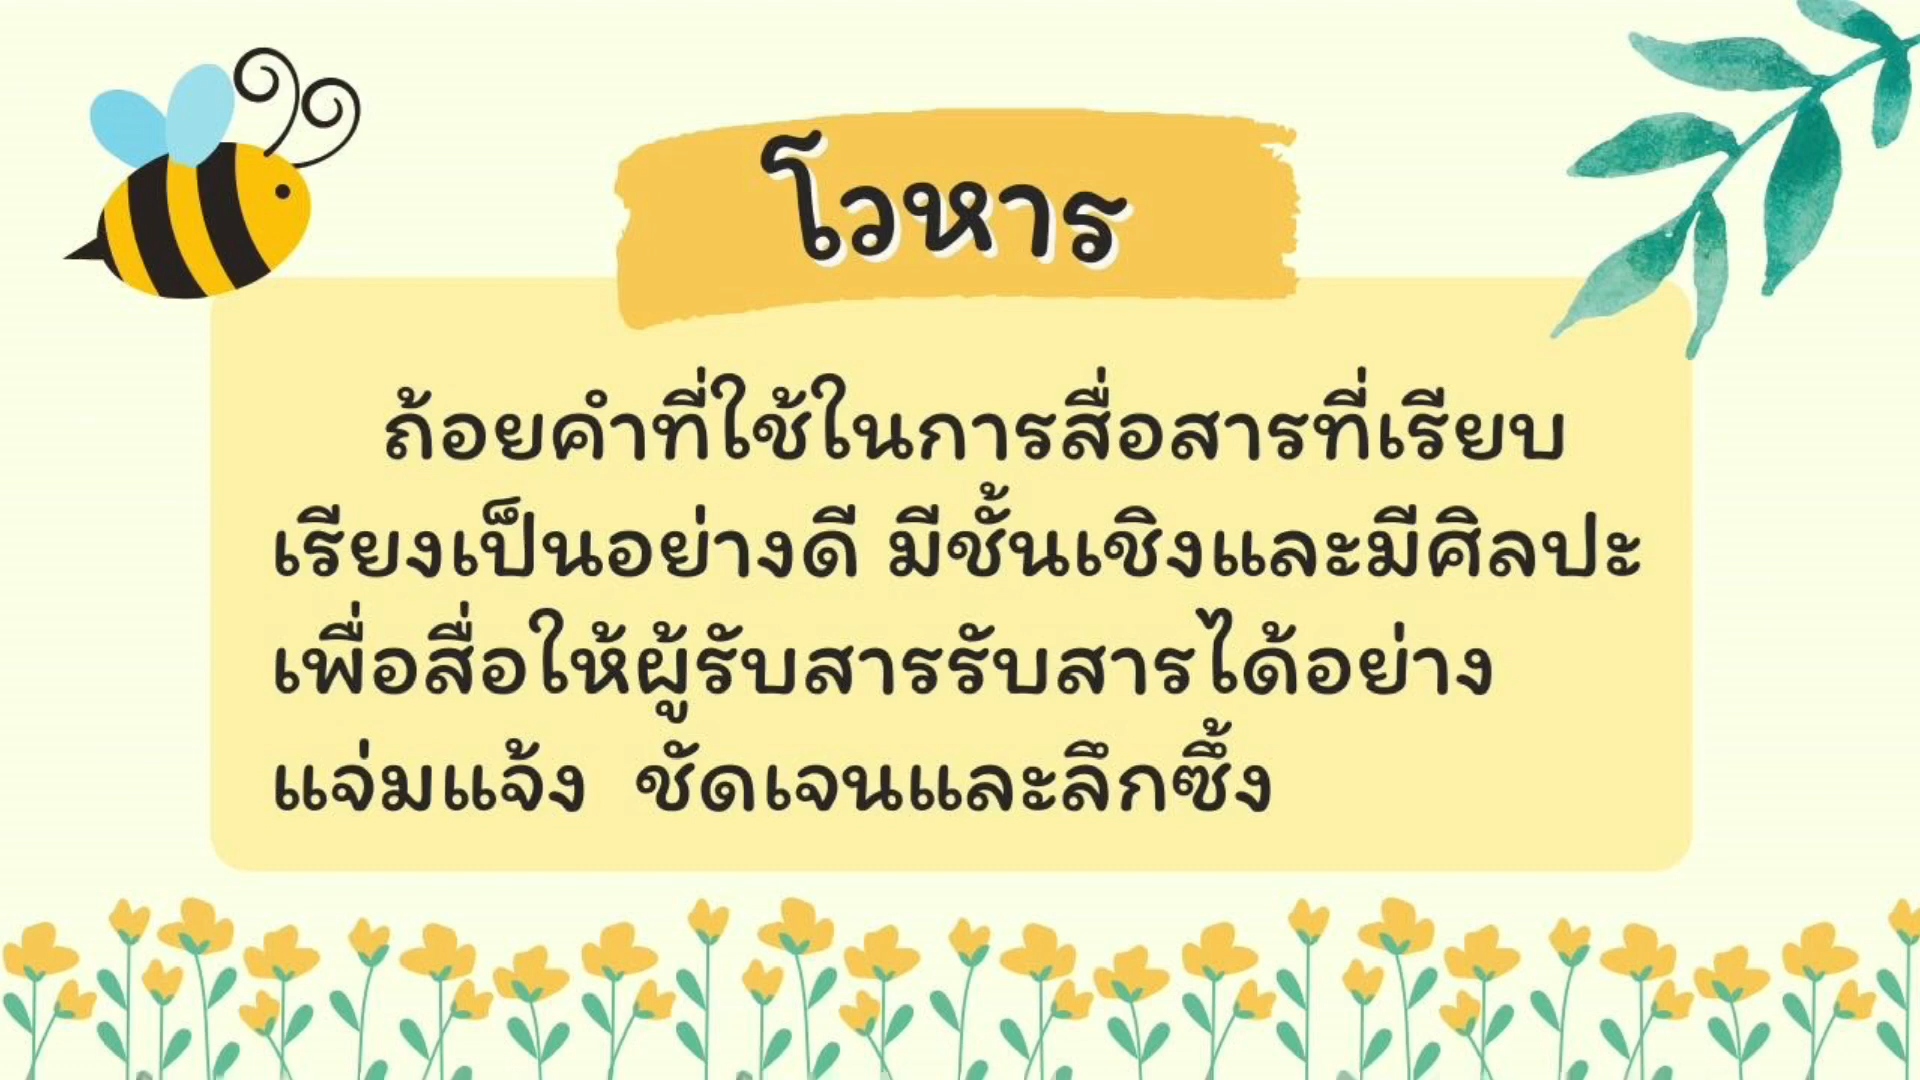 โวหาร
ถ้อยคำที่ใช้ในการสื่อสารที่เรียบ
เรียงเป็นอย่างดี มีชั้นเชิงและมีศิลปะ
เพื่อสื่อให้ผู้รับสารรับสารได้อย่าง
แจ่มแจ้ง  ชัดเจนและลึกซึ้ง